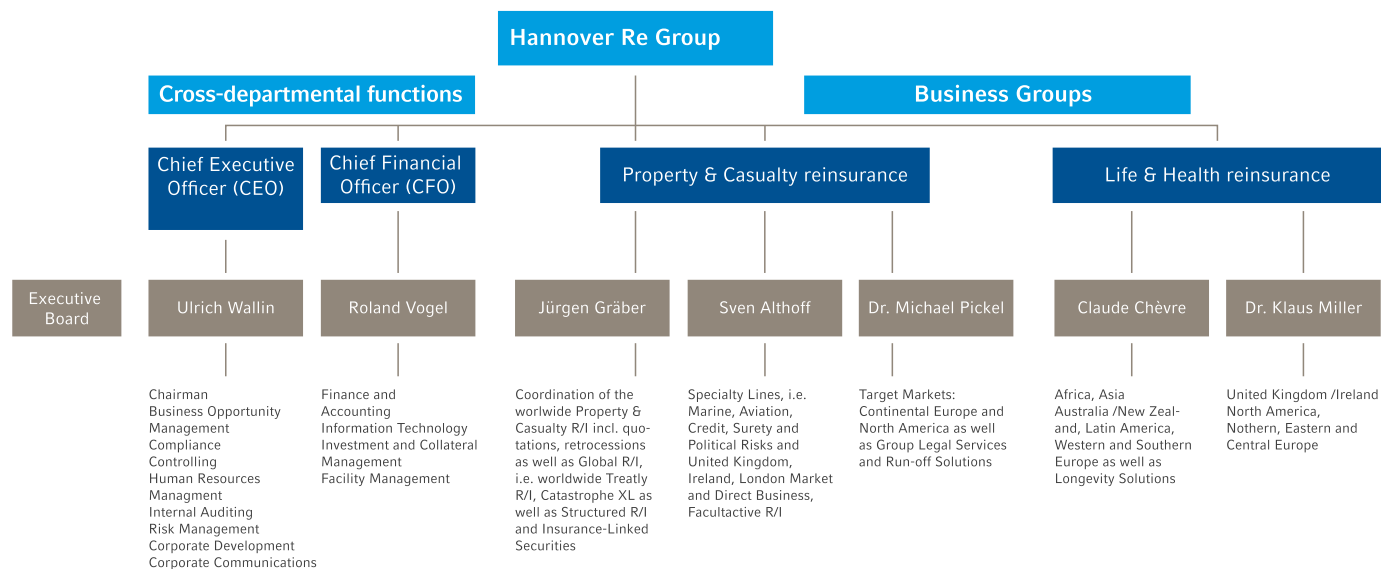 Hannover Re Group
Cross-departmental functions
Business Groups
Chief Executive
Officer (CEO)
Chief Financial
Officer (CFO)
Property & Casualty reinsurance
Life & Health reinsurance
Executive
Board
Ulrich Wallin
Roland Vogel
Jürgen Gräber
Sven Althoff
Dr. Michael Pickel
Claude Chèvre
Dr. Klaus Miller
Chairman
Business Opportunity
Management
Compliance
Controlling
Human Resources
Managment
Internal Auditing
Risk Management
Corporate Development
Corporate Communications
Finance and
Accounting
Information Technology
Investment and Collateral
Management
Facility Management
Coordination of the
worlwide Property &
Casualty R/I incl. quo-
tations, retrocessions
as well as Global R/I,
i.e. worldwide Treatly
R/I, Catastrophe XL as
well as Structured R/I
and Insurance-Linked
Securities
Specialty Lines, i.e.
Marine, Aviation,
Credit, Surety and
Political Risks and
United Kingdom,
Ireland, London Market
and Direct Business,
Facultactive R/I
Target Markets:
Continental Europe and
North America as well
as Group Legal Services
and Run-off Solutions
Africa, Asia
Australia /New Zeal-
and, Latin America,
Western and Southern
Europe as well as
Longevity Solutions
United Kingdom /Ireland
North America,
Nothern, Eastern and
Central Europe